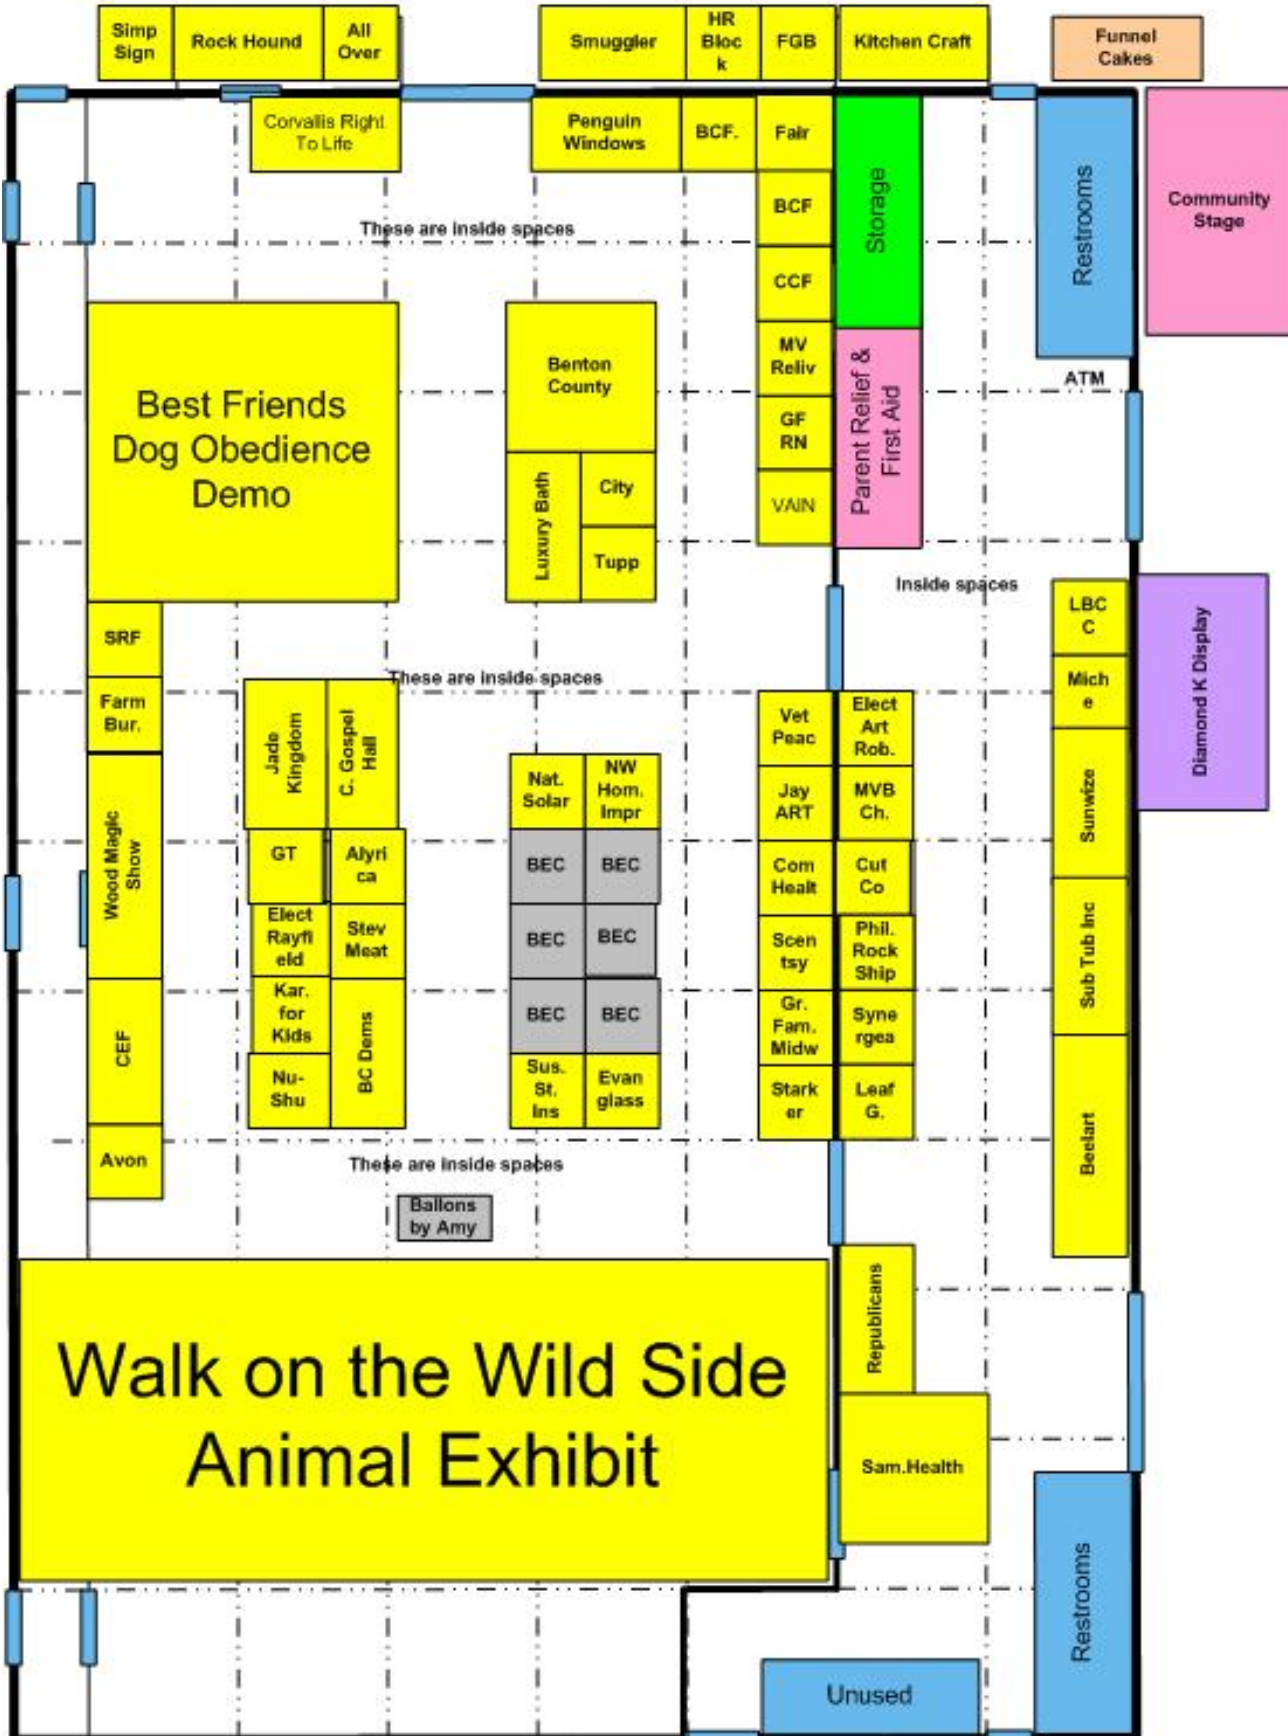 Simp
Sign
Rock Hound
All
Over
Smuggler
HR
Bloc
k
FGB
Kitchen Craft
Funnel
Cakes
Corvallis Right
To Life
Penguin
Windows
BCF.
Fair
Storage
Restrooms
Community
Stage
BCF
These are inside spaces
CCF
MV
Reliv
Parent Relief &
First Aid
ATM
Best Friends
Dog Obedience
Demo
Benton
County
GF
RN
Luxury Bath
City
VAIN
Tupp
Inside spaces
LBC
C
Diamond K Display
SRF
These are inside spaces
Mich
e
Farm
Bur.
Jade
Kingdom
C. Gospel
Hall
Vet
Peac
Elect
Art
Rob.
Nat.
Solar
NW
Hom.
Impr
Jay
ART
MVB
Ch.
Sunwize
Wood Magic
Show
GT
Alyri
ca
BEC
BEC
Com
Healt
Cut
Co
Elect
Rayfi
eld
Stev
Meat
BEC
BEC
Scen
tsy
Phil.
Rock
Ship
Sub Tub Inc
CEF
Kar.
for
Kids
BC Dems
BEC
BEC
Gr.
Fam.
Midw
Syne
rgea
Nu-
Shu
Sus.
St.
Ins
Evan
glass
Stark
er
Leaf
G.
Beelart
Avon
These are inside spaces
Ballons
by Amy
Republicans
Walk on the Wild Side
Animal Exhibit
Sam.Health
Restrooms
Unused